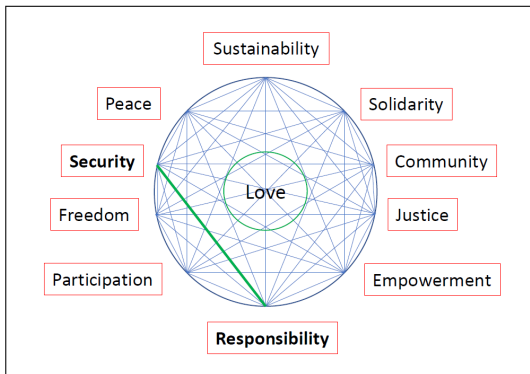 Sustainability
Peace
Solidarity
Security
Community
Love
Freedom
Justice
Participation
Empowerment
Responsibility